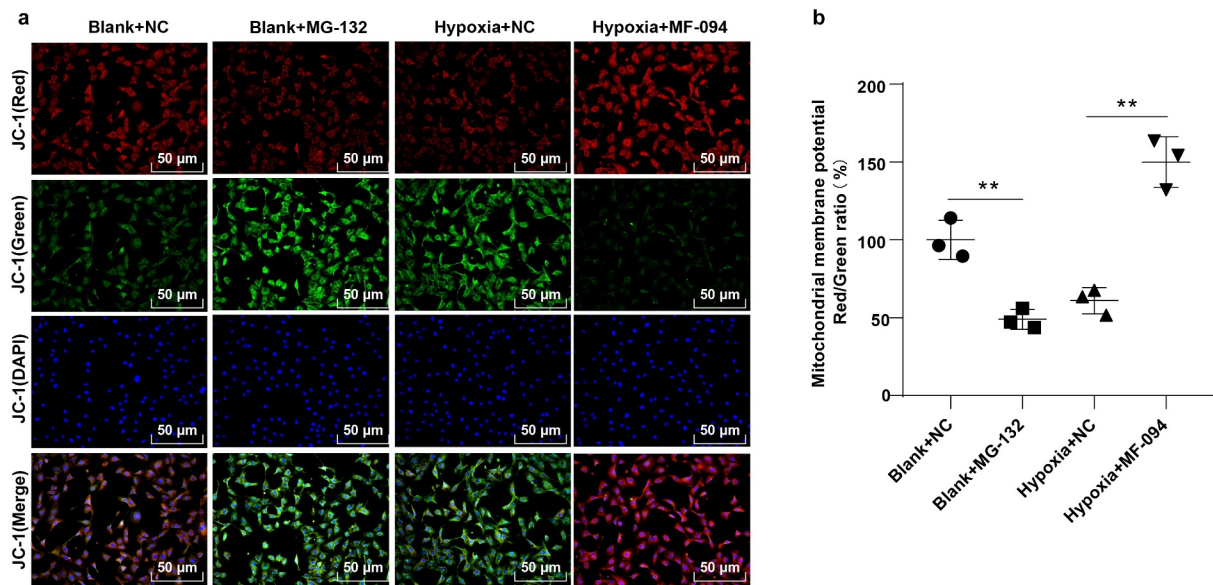 a
Blank+NC Blank+MG-132 Hypoxia+NC Hypoxia+MF-094
JC-1(Red)
50 µm 50 µm 50 µm 50 µm
JC-1(Green)
50 µm 50 µm 50 µm 50 µm
JC-1(DAPI)
50 µm 50 µm 50 µm 50 µm
JC-1(Merge)
50 µm 50 µm 50 µm 50 µm
b
Mitochondrial membrane potential
Red/Green ratio (%)
200
150
100
50
0
**
**
Blank+NC
Blank+MG-132
Hypoxia+NC
Hypoxia+MF-094